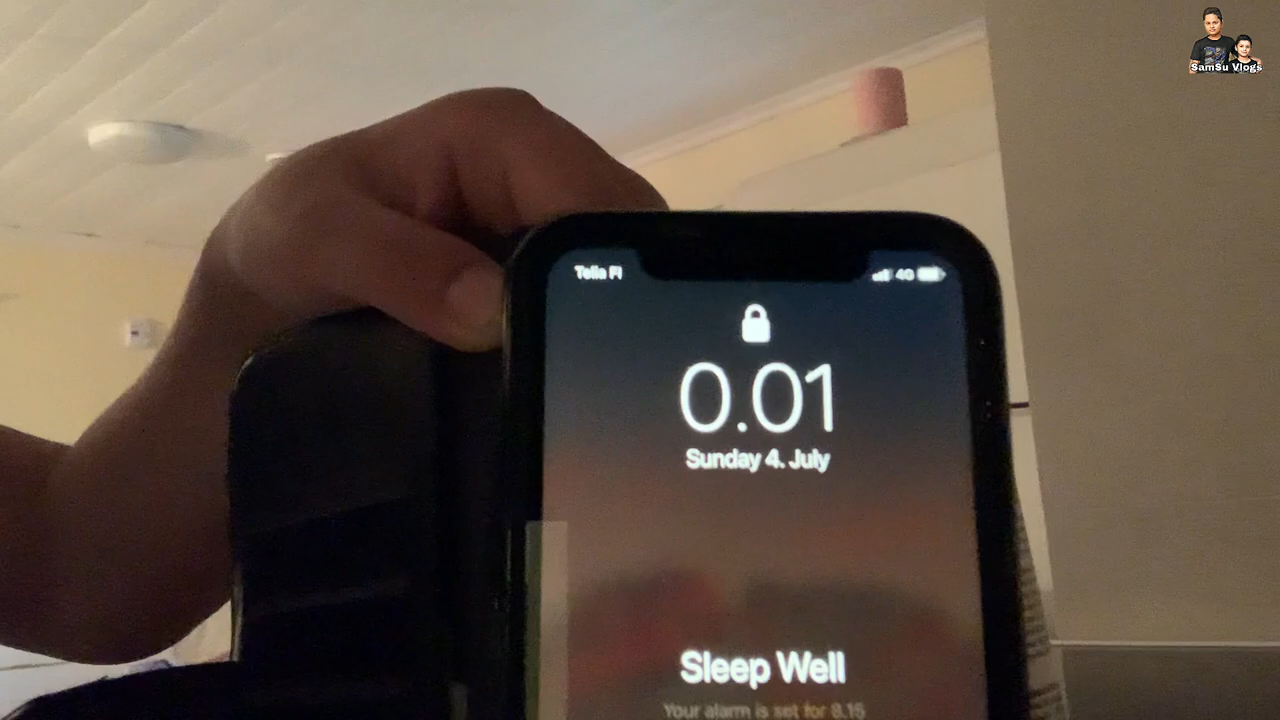 SamSu Vlogs
Telia FI
4G
0.01
Sunday 4. July
Sleep Well
Your alarm is set for 8.15